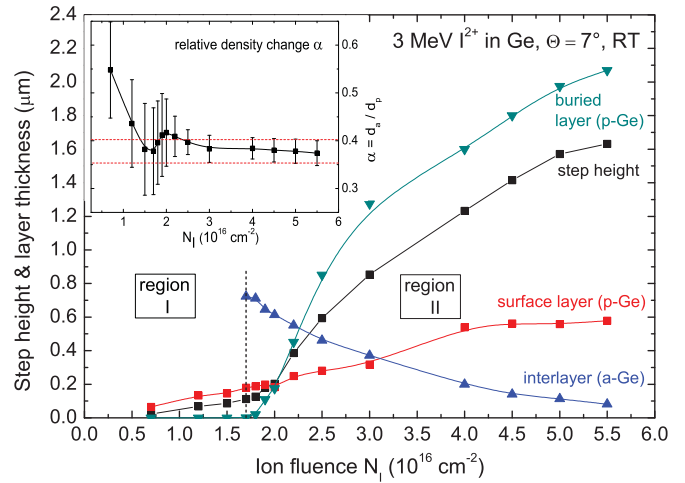 3 MeV I2+ in Ge, Θ = 7°, RT
relative density change α
0.6
0.5
0.4
0.3
α = da / dp
1 2 3 4 5 6
NI (10^16 cm-2)
buried
layer (p-Ge)
step height
region
I
region
II
surface layer (p-Ge)
interlayer (a-Ge)
Step height & layer thickness (μm)
2.4
2.2
2.0
1.8
1.6
1.4
1.2
1.0
0.8
0.6
0.4
0.2
0.0
0.0 0.5 1.0 1.5 2.0 2.5 3.0 3.5 4.0 4.5 5.0 5.5 6.0
Ion fluence NI (10^16 cm-2)